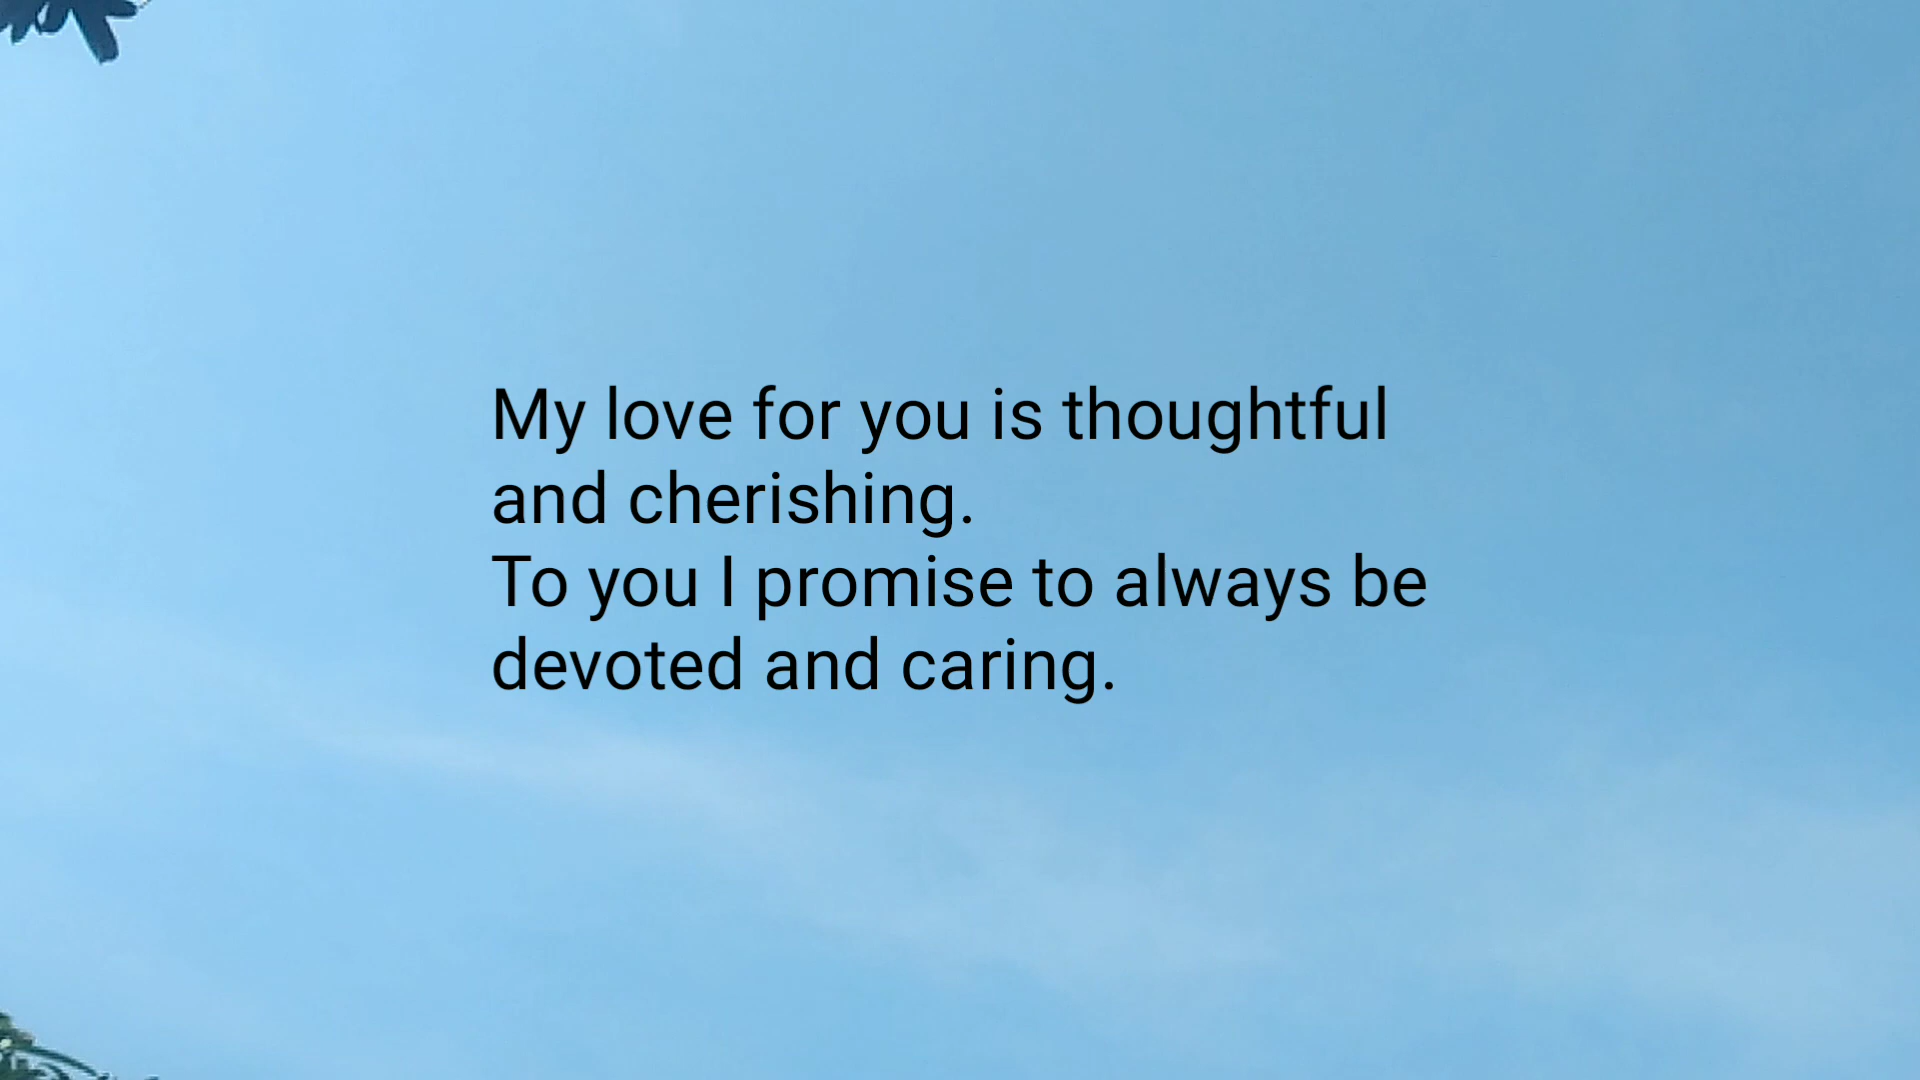 My love for you is thoughtful
and cherishing.
To you I promise to always be
devoted and caring.